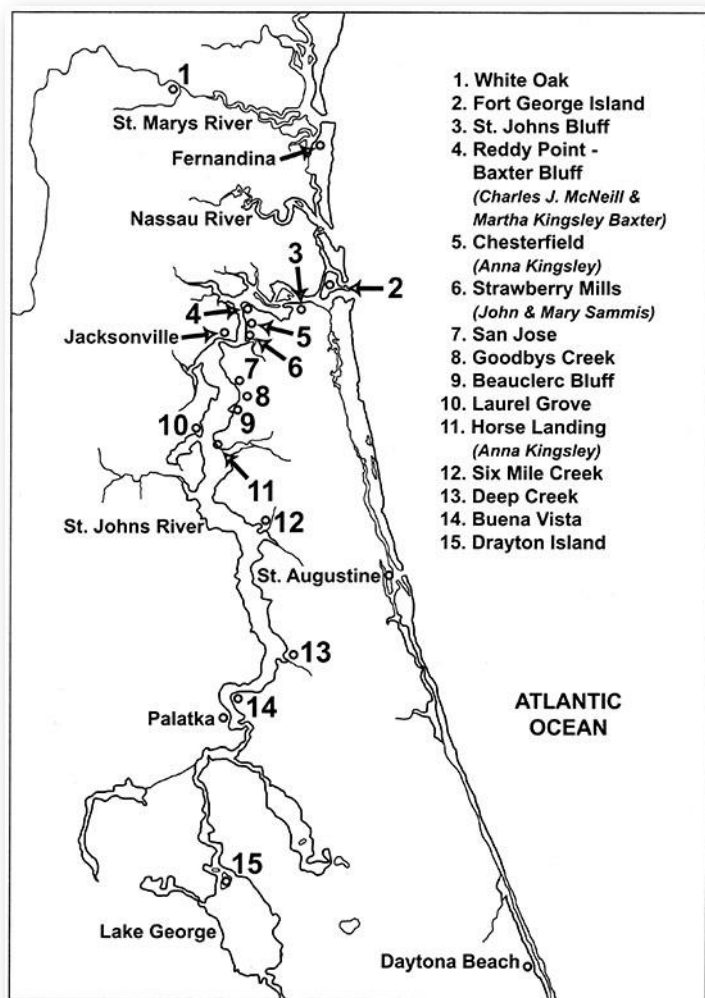 1
St. Marys River
Fernandina
Nassau River
3
2
4
Jacksonville
5
6
7
8
9
10
11
St. Johns River
12
St. Augustine
13
14
Palatka
ATLANTIC
OCEAN
15
Lake George
Daytona Beach
1. White Oak
2. Fort George Island
3. St. Johns Bluff
4. Reddy Point -
Baxter Bluff
(Charles J. McNeill &
Martha Kingsley Baxter)
5. Chesterfield
(Anna Kingsley)
6. Strawberry Mills
(John & Mary Sammis)
7. San Jose
8. Goodbys Creek
9. Beauclerc Bluff
10. Laurel Grove
11. Horse Landing
(Anna Kingsley)
12. Six Mile Creek
13. Deep Creek
14. Buena Vista
15. Drayton Island